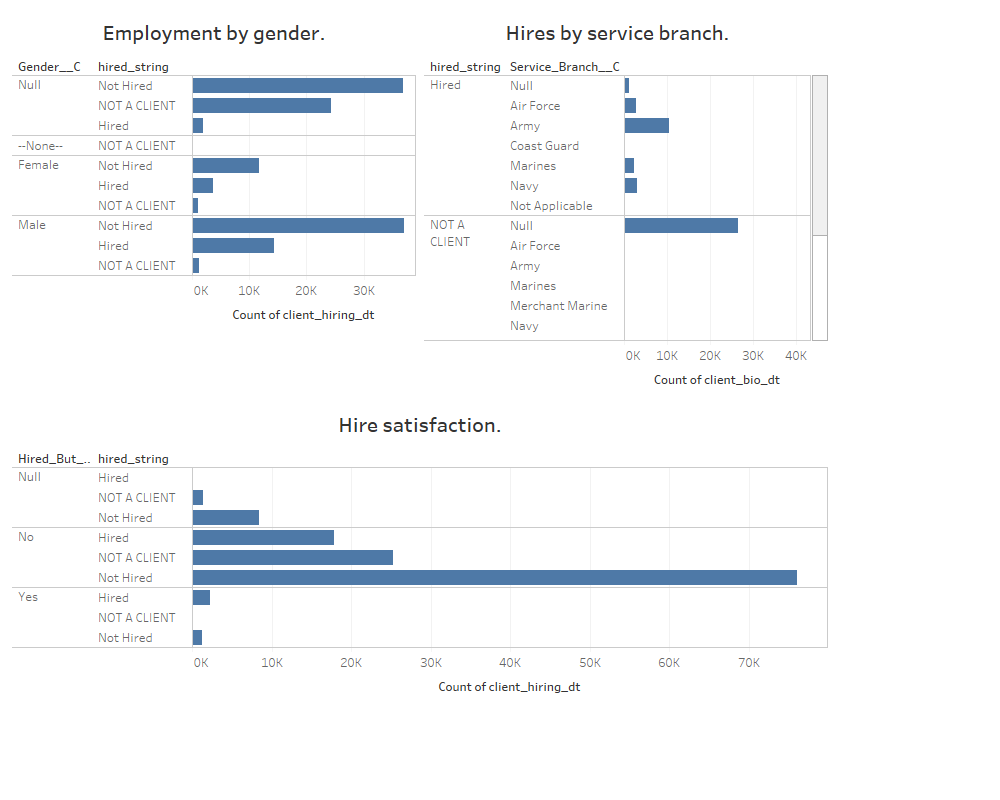 Employment by gender.
Gender__C hired_string
Null Not Hired
NOT A CLIENT
Hired
--None-- NOT A CLIENT
Female Not Hired
Hired
NOT A CLIENT
Male Not Hired
Hired
NOT A CLIENT
0K 10K 20K 30K
Count of client_hiring_dt
Hires by service branch.
hired_string Service_Branch__C
Hired Null
Air Force
Army
Coast Guard
Marines
Navy
Not Applicable
NOT A Null
CLIENT Air Force
Army
Marines
Merchant Marine
Navy
0K 10K 20K 30K 40K
Count of client_bio_dt
Hire satisfaction.
Hired_But_.. hired_string
Null Hired
NOT A CLIENT
Not Hired
No Hired
NOT A CLIENT
Not Hired
Yes Hired
NOT A CLIENT
Not Hired
0K 10K 20K 30K 40K 50K 60K 70K
Count of client_hiring_dt